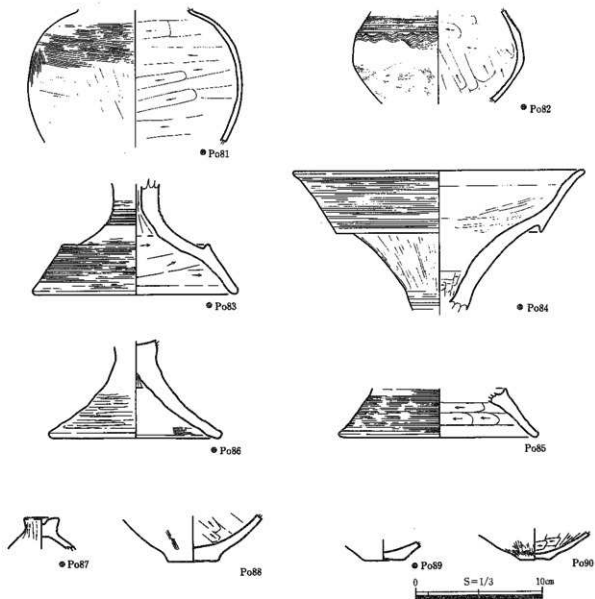 ● Po81
● Po82
● Po83
● Po84
● Po86
Po85
● Po87
Po88
● Po89
Po90
0 S=1/3 10cm